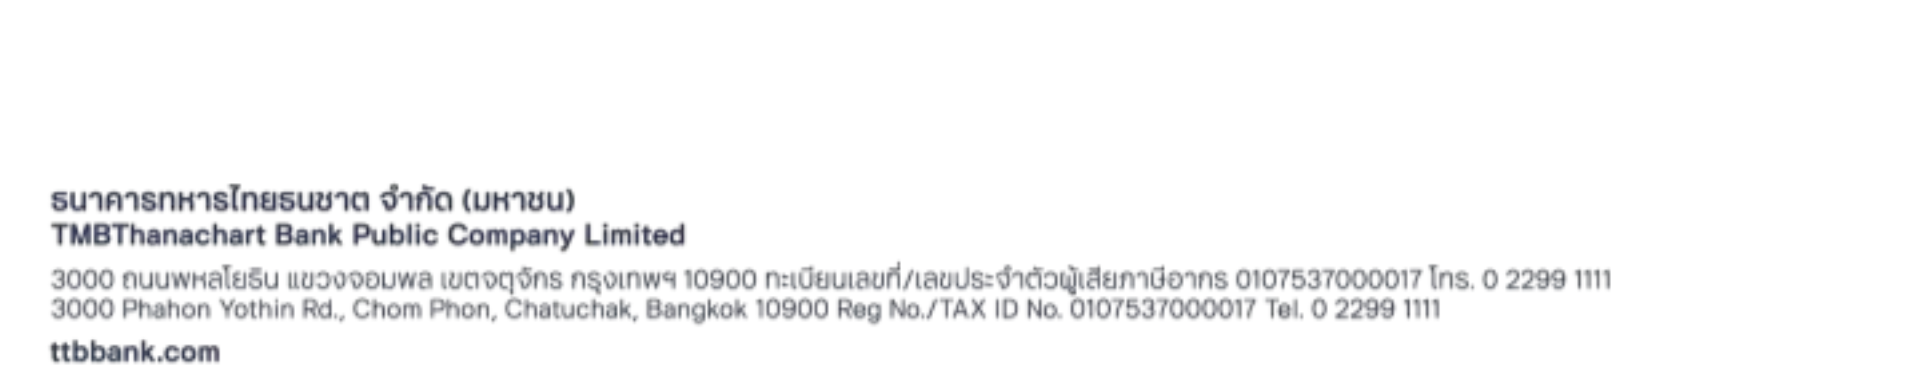 ธนาคารทหารไทยธนชาต จำกัด (มหาชน)
TMBThanachart Bank Public Company Limited
3000 ถนนพหลโยธิน แขวงจอมพล เขตจตุจักร กรุงเทพฯ 10900 ทะเบียนเลขที่/เลขประจำตัวผู้เสียภาษีอากร 0107537000017 โทร. 0 2299 1111
3000 Phahon Yothin Rd., Chom Phon, Chatuchak, Bangkok 10900 Reg No./TAX ID No. 0107537000017 Tel. 0 2299 1111
ttbbank.com